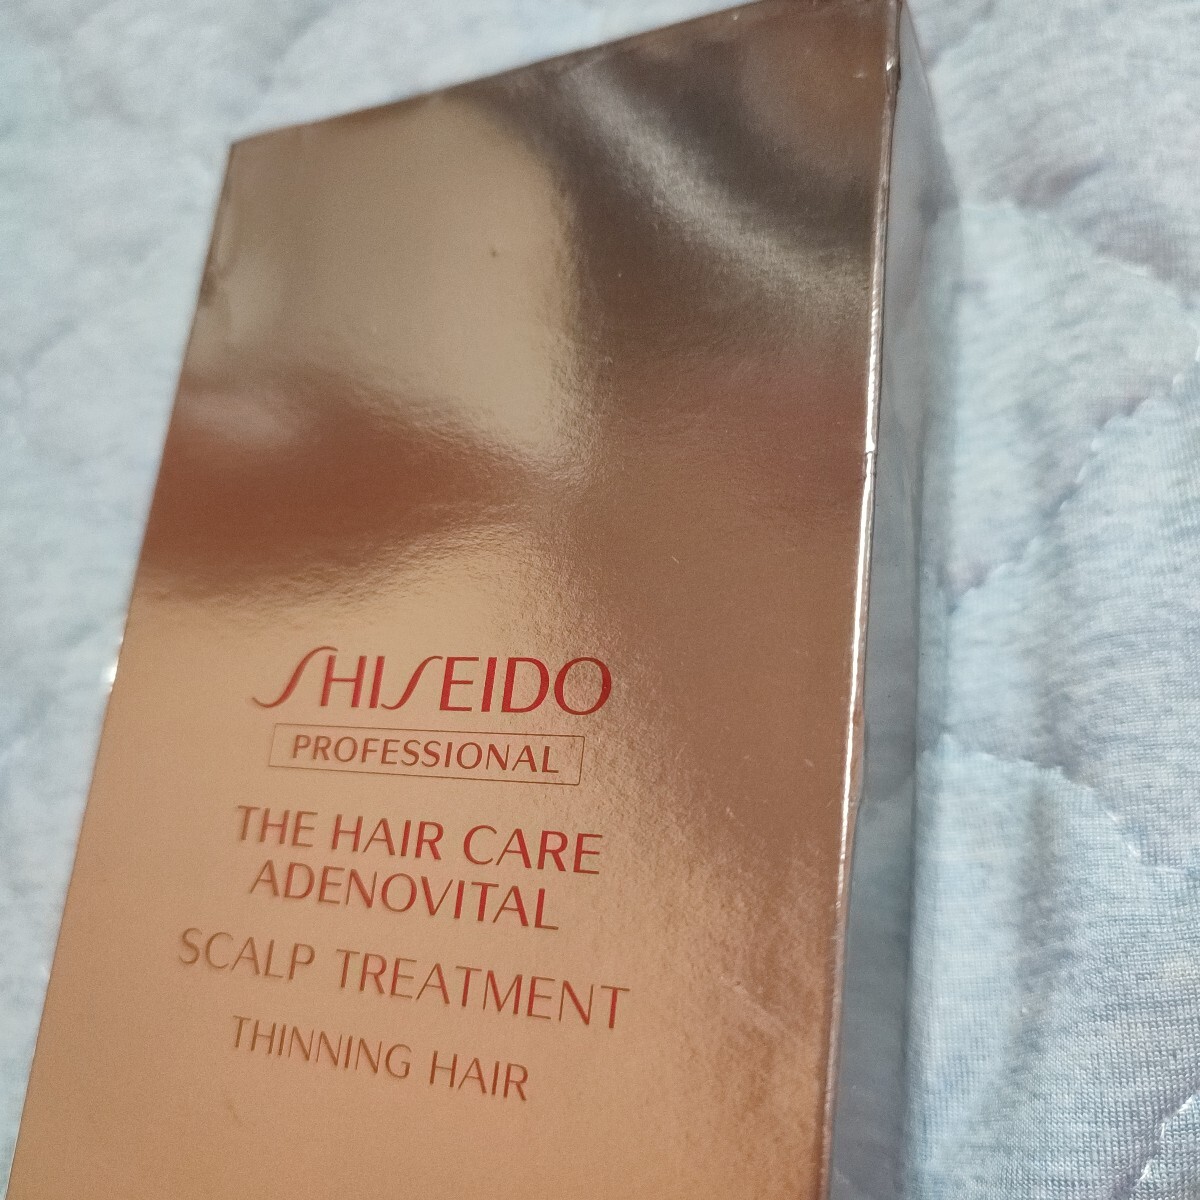 SHISEIDO
PROFESSIONAL
THE HAIR CARE
ADENOVITAL
SCALP TREATMENT
THINNING HAIR